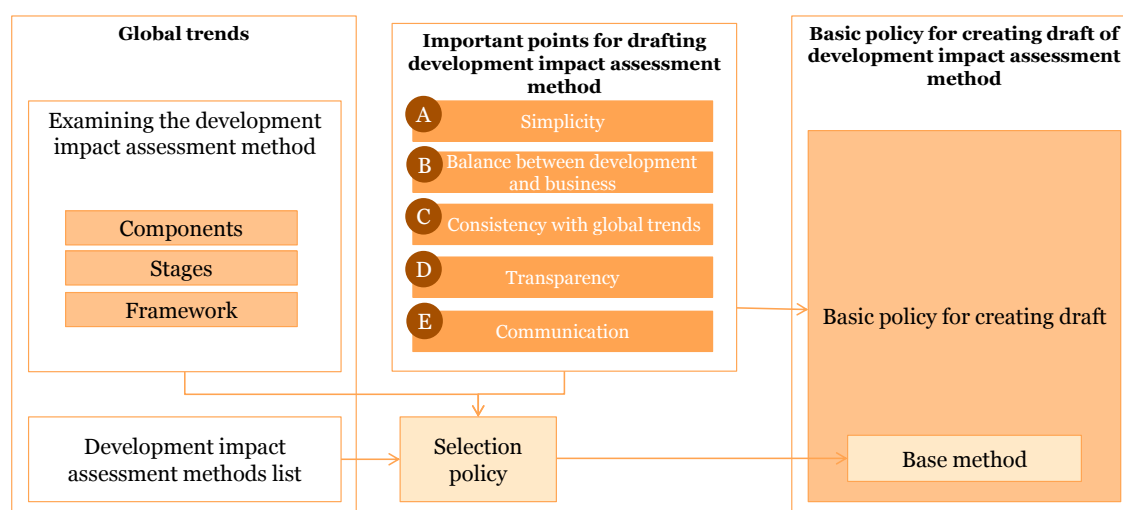 Global trends
Examining the development
impact assessment method
Components
Stages
Framework
Development impact
assessment methods list
Important points for drafting
development impact assessment
method
A
Simplicity
B
Balance between development
and business
C
Consistency with global trends
D
Transparency
E
Communication
Selection
policy
Basic policy for creating draft of
development impact assessment
method
Basic policy for creating draft
Base method